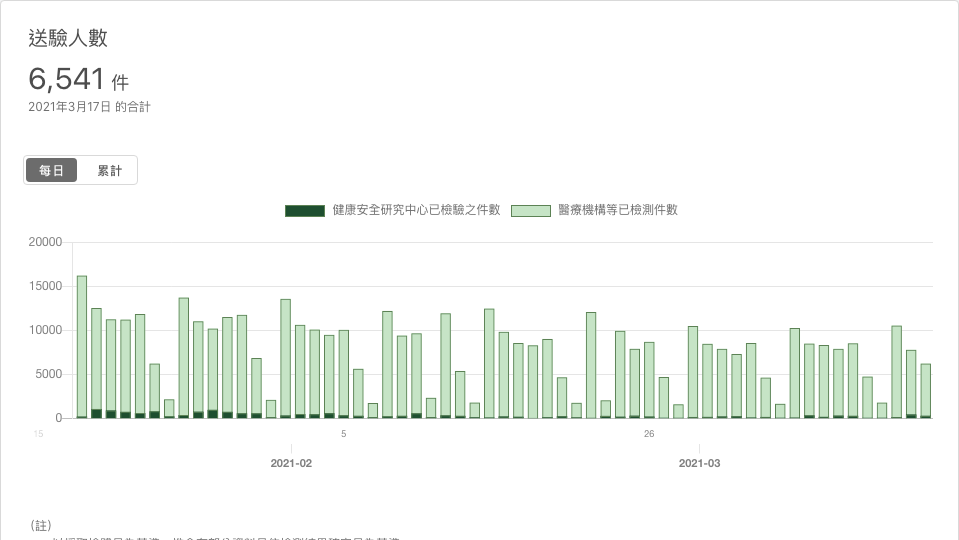 送驗人數
6,541 件
2021年3月17日 的合計
每日 累計
健康安全研究中心已檢驗之件數 醫療機構等已檢測件數
20000
15000
10000
5000
0
15 5 26
2021-02 2021-03
（註）